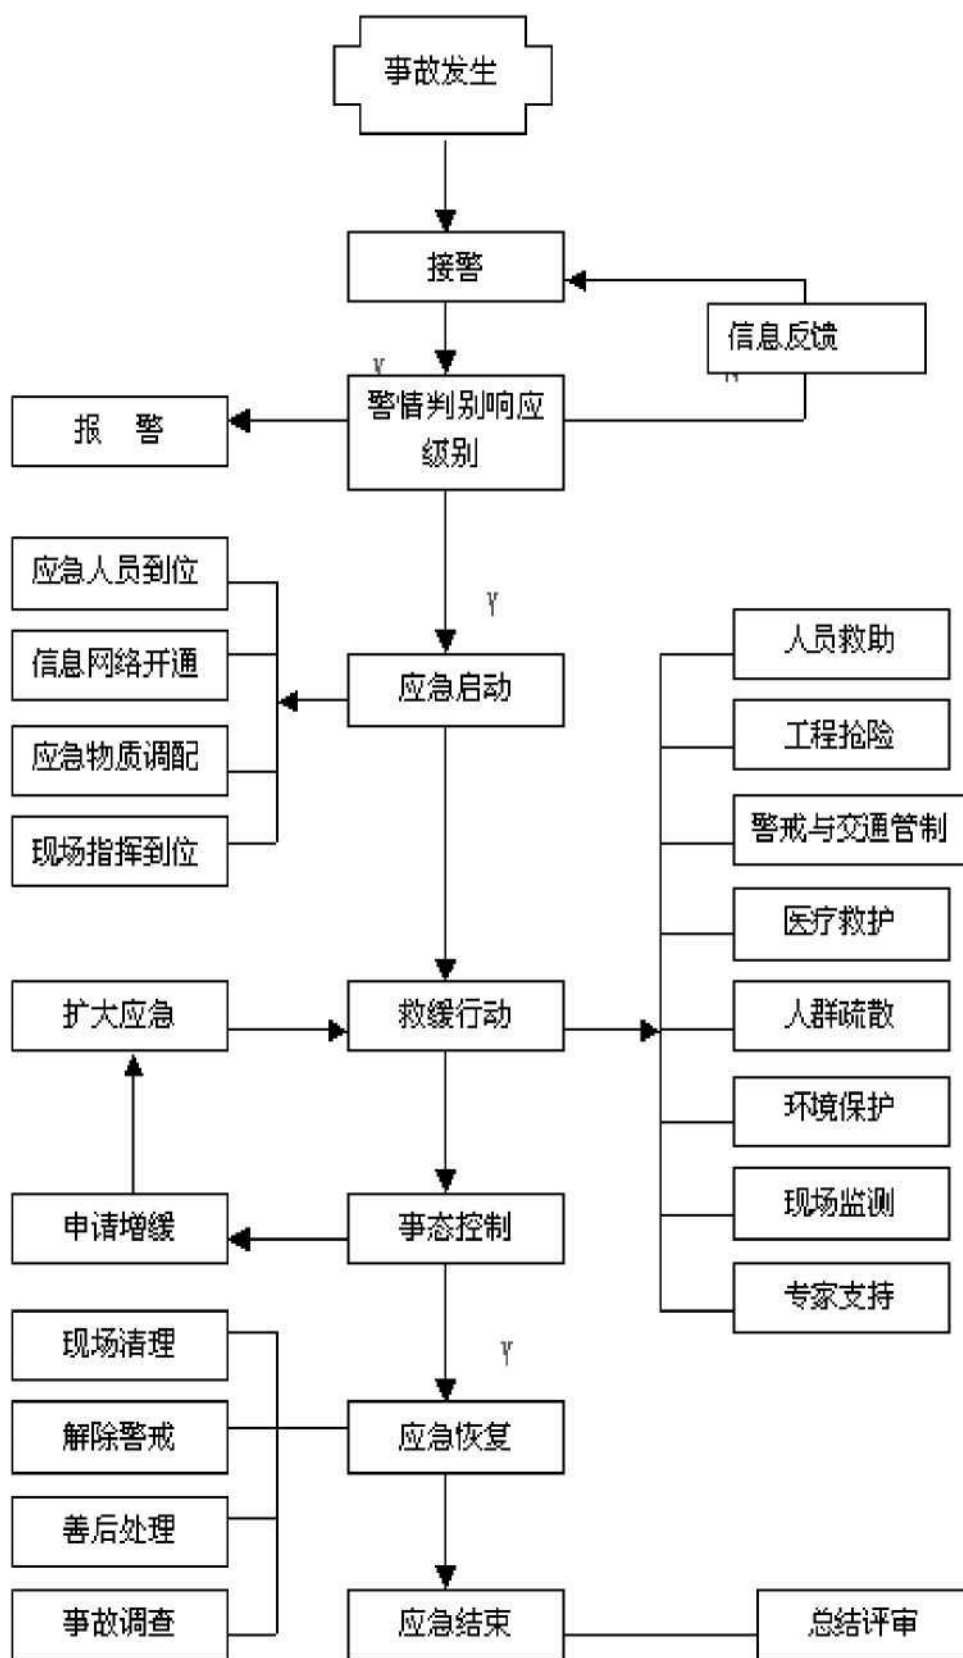 事故发生
接警
信息反馈
Y
N
报 警
警情判别响应
级别
应急人员到位
Y
信息网络开通
应急启动
人员救助
应急物质调配
工程抢险
现场指挥到位
警戒与交通管制
医疗救护
扩大应急
救缓行动
人群疏散
环境保护
申请增缓
事态控制
现场监测
专家支持
现场清理
Y
解除警戒
应急恢复
善后处理
事故调查
应急结束
总结评审